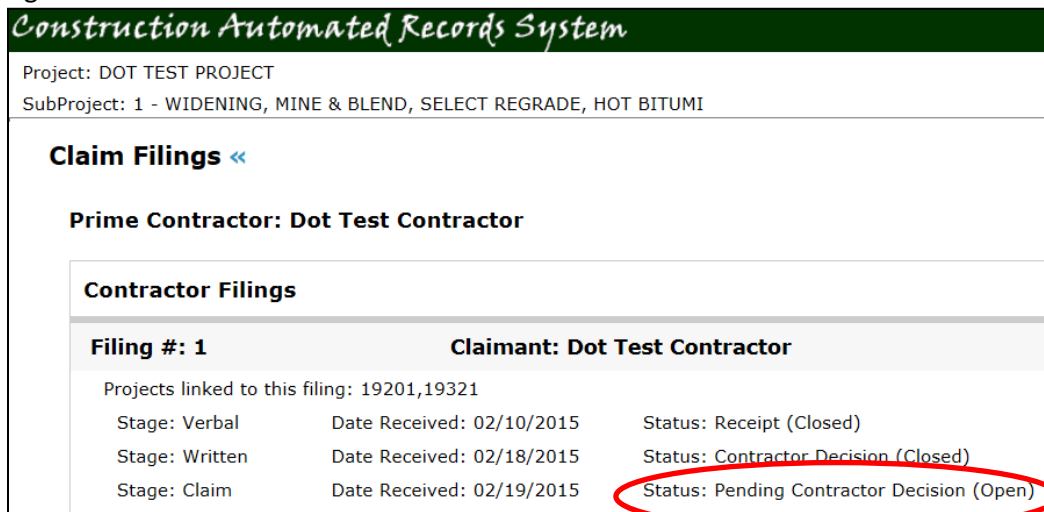 Construction Automated Records System
Project: DOT TEST PROJECT
SubProject: 1 - WIDENING, MINE & BLEND, SELECT REGRADE, HOT BITUMI
Claim Filings «
Prime Contractor: Dot Test Contractor
Contractor Filings
Filing #: 1 Claimant: Dot Test Contractor
Projects linked to this filing: 19201,19321
Stage: Verbal Date Received: 02/10/2015 Status: Receipt (Closed)
Stage: Written Date Received: 02/18/2015 Status: Contractor Decision (Closed)
Stage: Claim Date Received: 02/19/2015 Status: Pending Contractor Decision (Open)